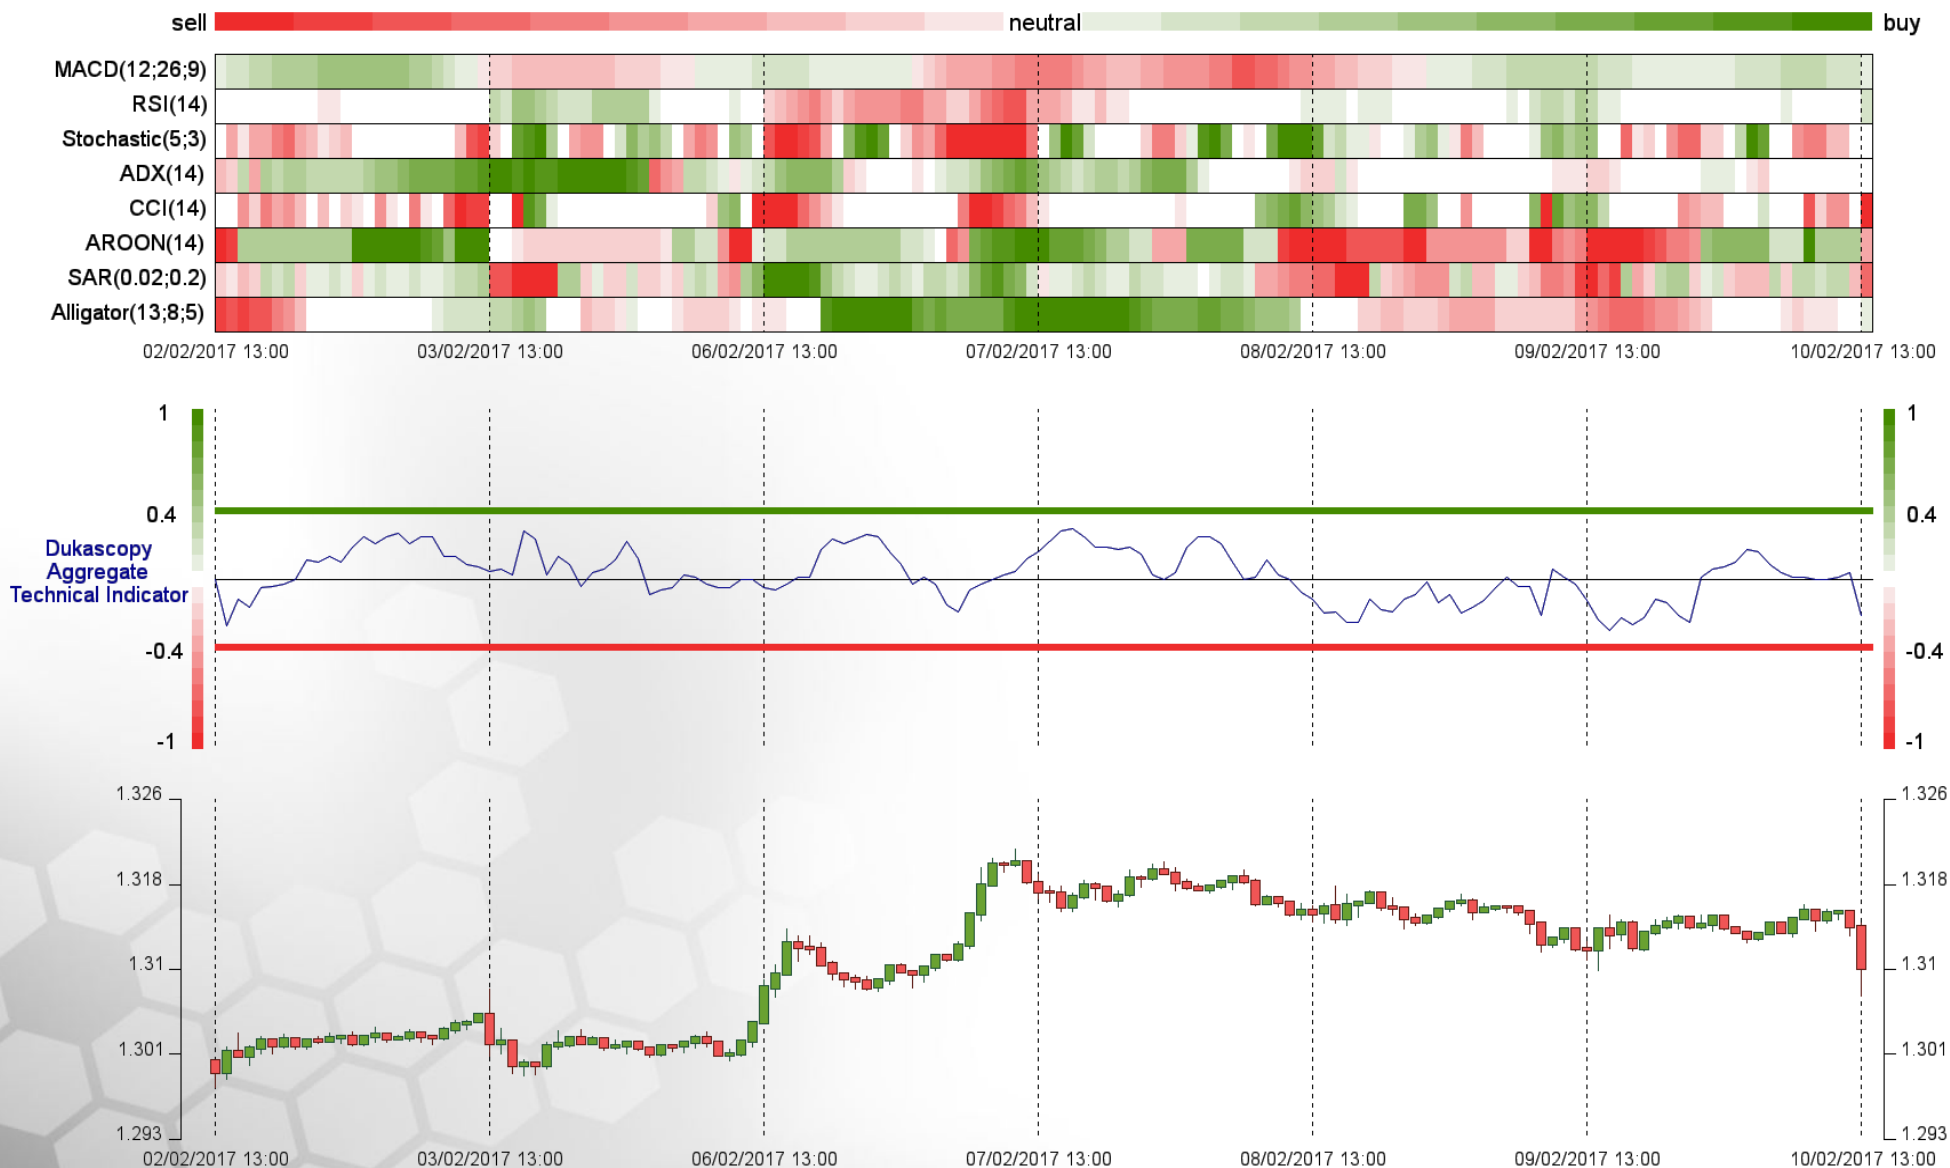 sell neutral buy
MACD(12;26;9)
RSI(14)
Stochastic(5;3)
ADX(14)
CCI(14)
AROON(14)
SAR(0.02;0.2)
Alligator(13;8;5)
02/02/2017 13:00 03/02/2017 13:00 06/02/2017 13:00 07/02/2017 13:00 08/02/2017 13:00 09/02/2017 13:00 10/02/2017 13:00
1 1
0.4 0.4
Dukascopy
Aggregate
Technical Indicator
-0.4 -0.4
-1 -1
1.326 1.326
1.318 1.318
1.31 1.31
1.301 1.301
1.293 1.293
02/02/2017 13:00 03/02/2017 13:00 06/02/2017 13:00 07/02/2017 13:00 08/02/2017 13:00 09/02/2017 13:00 10/02/2017 13:00